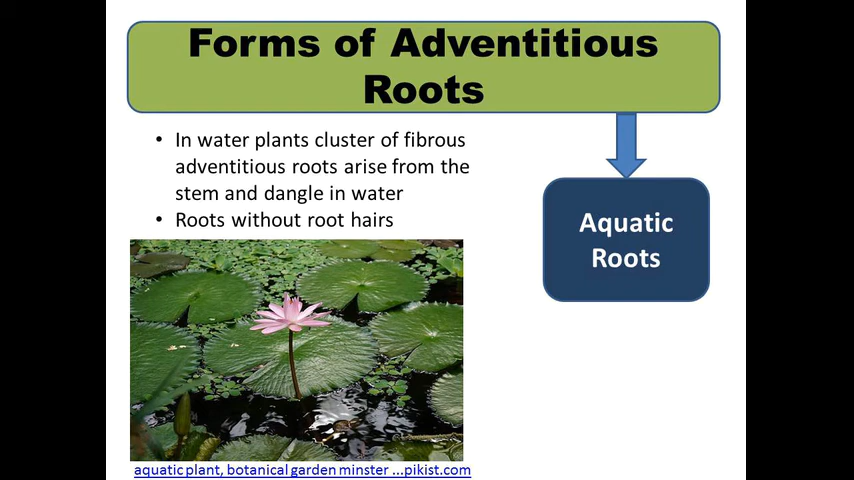 Forms of Adventitious
Roots
• In water plants cluster of fibrous
adventitious roots arise from the
stem and dangle in water
• Roots without root hairs
Aquatic
Roots
aquatic plant, botanical garden minster ...pikist.com